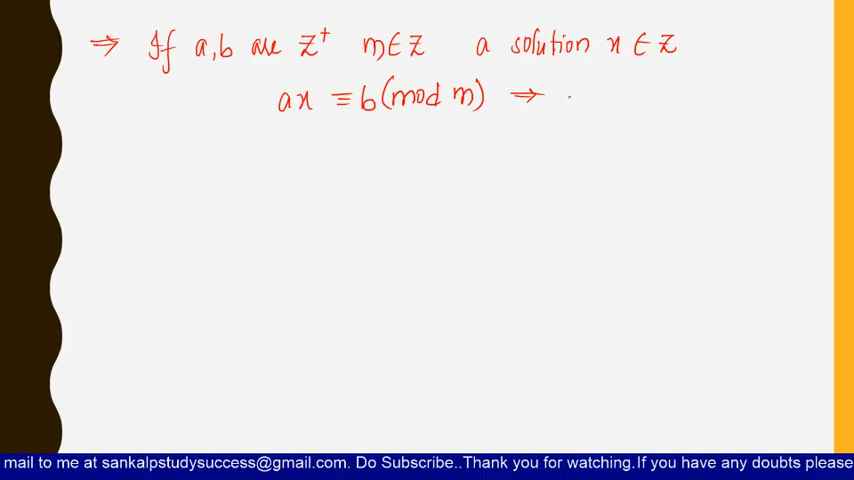 ⇒ If a,b are Z⁺ m∈Z a solution x∈Z
ax ≡ b(mod m) ⇒
mail to me at sankalpstudysuccess@gmail.com. Do Subscribe..Thank you for watching.If you have any doubts please